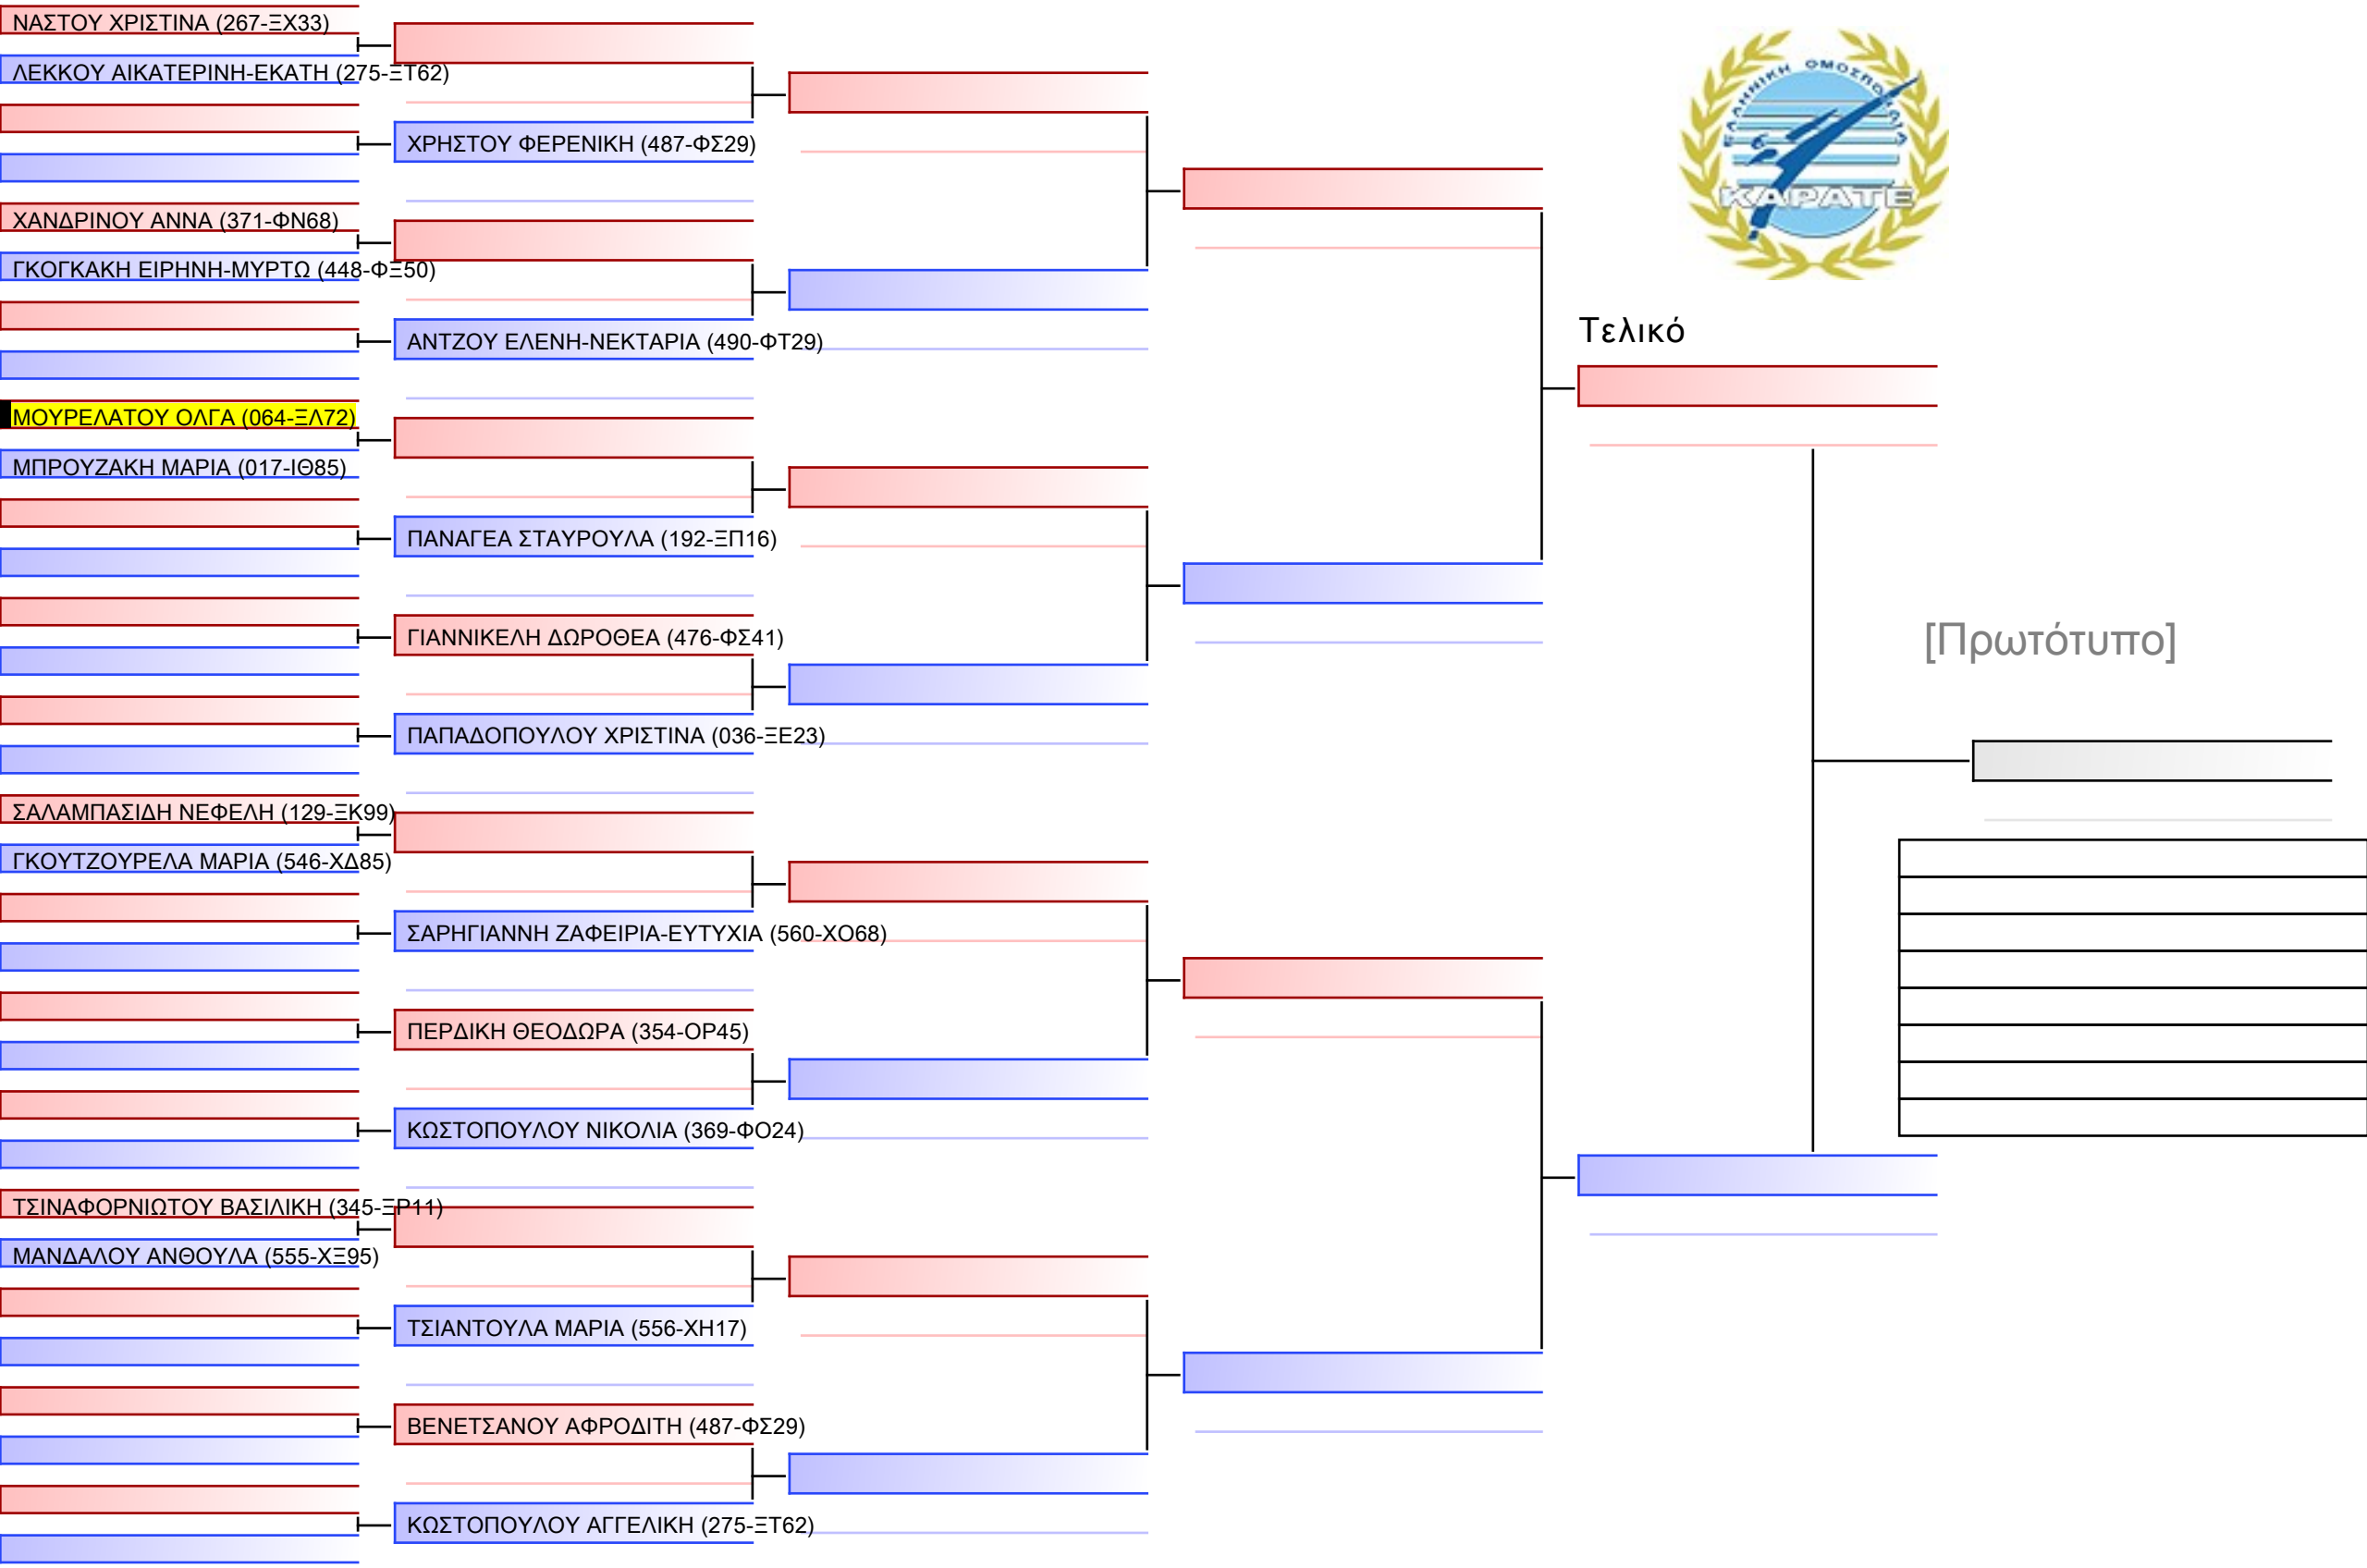 ΝΑΣΤΟΥ ΧΡΙΣΤΙΝΑ (267-ΞΧ33)
ΛΕΚΚΟΥ ΑΙΚΑΤΕΡΙΝΗ-ΕΚΑΤΗ (275-ΞΤ62)
ΧΡΗΣΤΟΥ ΦΕΡΕΝΙΚΗ (487-ΦΣ29)
ΧΑΝΔΡΙΝΟΥ ΑΝΝΑ (371-ΦΝ68)
ΓΚΟΓΚΑΚΗ ΕΙΡΗΝΗ-ΜΥΡΤΩ (448-ΦΞ50)
ΑΝΤΖΟΥ ΕΛΕΝΗ-ΝΕΚΤΑΡΙΑ (490-ΦΤ29)
ΜΟΥΡΕΛΑΤΟΥ ΟΛΓΑ (064-ΞΛ72)
ΜΠΡΟΥΖΑΚΗ ΜΑΡΙΑ (017-ΙΘ85)
ΠΑΝΑΓΕΑ ΣΤΑΥΡΟΥΛΑ (192-ΞΠ16)
ΓΙΑΝΝΙΚΕΛΗ ΔΩΡΟΘΕΑ (476-ΦΣ41)
ΠΑΠΑΔΟΠΟΥΛΟΥ ΧΡΙΣΤΙΝΑ (036-ΞΕ23)
ΣΑΛΑΜΠΑΣΙΔΗ ΝΕΦΕΛΗ (129-ΞΚ99)
ΓΚΟΥΤΖΟΥΡΕΛΑ ΜΑΡΙΑ (546-ΧΔ85)
ΣΑΡΗΓΙΑΝΝΗ ΖΑΦΕΙΡΙΑ-ΕΥΤΥΧΙΑ (560-ΧΟ68)
ΠΕΡΔΙΚΗ ΘΕΟΔΩΡΑ (354-ΟΡ45)
ΚΩΣΤΟΠΟΥΛΟΥ ΝΙΚΟΛΙΑ (369-ΦΟ24)
ΤΣΙΝΑΦΟΡΝΙΩΤΟΥ ΒΑΣΙΛΙΚΗ (345-ΞΡ11)
ΜΑΝΔΑΛΟΥ ΑΝΘΟΥΛΑ (555-ΧΞ95)
ΤΣΙΑΝΤΟΥΛΑ ΜΑΡΙΑ (556-ΧΗ17)
ΒΕΝΕΤΣΑΝΟΥ ΑΦΡΟΔΙΤΗ (487-ΦΣ29)
ΚΩΣΤΟΠΟΥΛΟΥ ΑΓΓΕΛΙΚΗ (275-ΞΤ62)
ΕΛΛΗΝΙΚΗ ΟΜΟΣΠΟΝΔΙΑ
ΚΑΡΑΤΕ
Τελικό
[Πρωτότυπο]